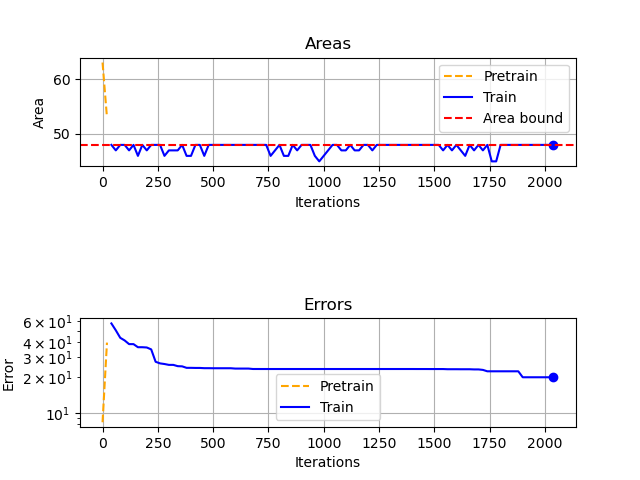 Areas
Pretrain
Train
Area bound
60
50
Area
0 250 500 750 1000 1250 1500 1750 2000
Iterations
Errors
6 × 10¹
4 × 10¹
3 × 10¹
2 × 10¹
10¹
Error
Pretrain
Train
0 250 500 750 1000 1250 1500 1750 2000
Iterations